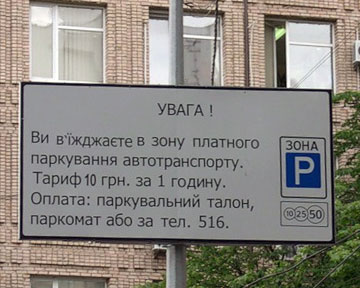 УВАГА !
Ви в'їжджаєте в зону платного
паркування автотранспорту.
Тариф 10 грн. за 1 годину.
Оплата: паркувальний талон,
паркомат або за тел. 516.
ЗОНА
P
10 25 50